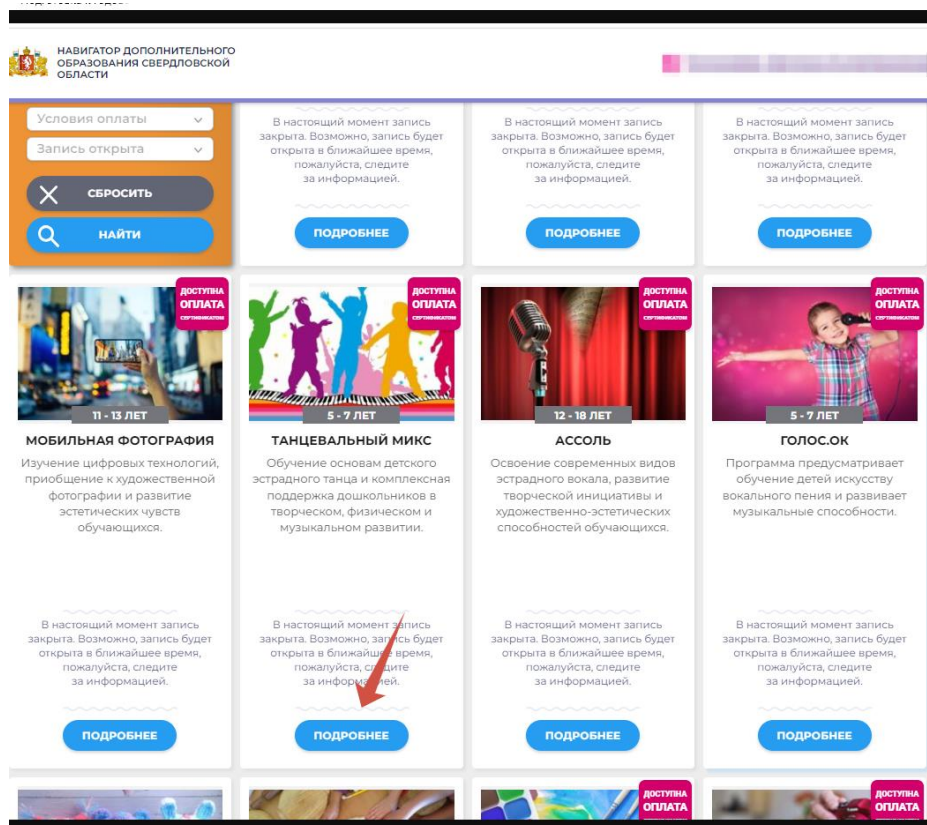 НАВИГАТОР ДОПОЛНИТЕЛЬНОГО
ОБРАЗОВАНИЯ СВЕРДЛОВСКОЙ
ОБЛАСТИ
Условия оплаты
Запись открыта
СБРОСИТЬ
НАЙТИ
В настоящий момент запись
закрыта. Возможно, запись будет
открыта в ближайшее время,
пожалуйста, следите
за информацией.
ПОДРОБНЕЕ
В настоящий момент запись
закрыта. Возможно, запись будет
открыта в ближайшее время,
пожалуйста, следите
за информацией.
ПОДРОБНЕЕ
В настоящий момент запись
закрыта. Возможно, запись будет
открыта в ближайшее время,
пожалуйста, следите
за информацией.
ПОДРОБНЕЕ
ДОСТУПНА
ОПЛАТА
СЕРТИФИКАТОМ
11 - 13 ЛЕТ
МОБИЛЬНАЯ ФОТОГРАФИЯ
Изучение цифровых технологий,
приобщение к художественной
фотографии и развитие
эстетических чувств
обучающихся.
В настоящий момент запись
закрыта. Возможно, запись будет
открыта в ближайшее время,
пожалуйста, следите
за информацией.
ПОДРОБНЕЕ
ДОСТУПНА
ОПЛАТА
СЕРТИФИКАТОМ
5 - 7 ЛЕТ
ТАНЦЕВАЛЬНЫЙ МИКС
Обучение основам детского
эстрадного танца и комплексная
поддержка дошкольников в
творческом, физическом и
музыкальном развитии.
В настоящий момент запись
закрыта. Возможно, запись будет
открыта в ближайшее время,
пожалуйста, следите
за информацией.
ПОДРОБНЕЕ
ДОСТУПНА
ОПЛАТА
СЕРТИФИКАТОМ
12 - 18 ЛЕТ
АССОЛЬ
Освоение современных видов
эстрадного вокала, развитие
творческой инициативы и
художественно-эстетических
способностей обучающихся.
В настоящий момент запись
закрыта. Возможно, запись будет
открыта в ближайшее время,
пожалуйста, следите
за информацией.
ПОДРОБНЕЕ
ДОСТУПНА
ОПЛАТА
СЕРТИФИКАТОМ
5 - 7 ЛЕТ
ГОЛОС.ОК
Программа предусматривает
обучение детей искусству
вокального пения и развивает
музыкальные способности.
В настоящий момент запись
закрыта. Возможно, запись будет
открыта в ближайшее время,
пожалуйста, следите
за информацией.
ПОДРОБНЕЕ
ДОСТУПНА
ОПЛАТА
ДОСТУПНА
ОПЛАТА